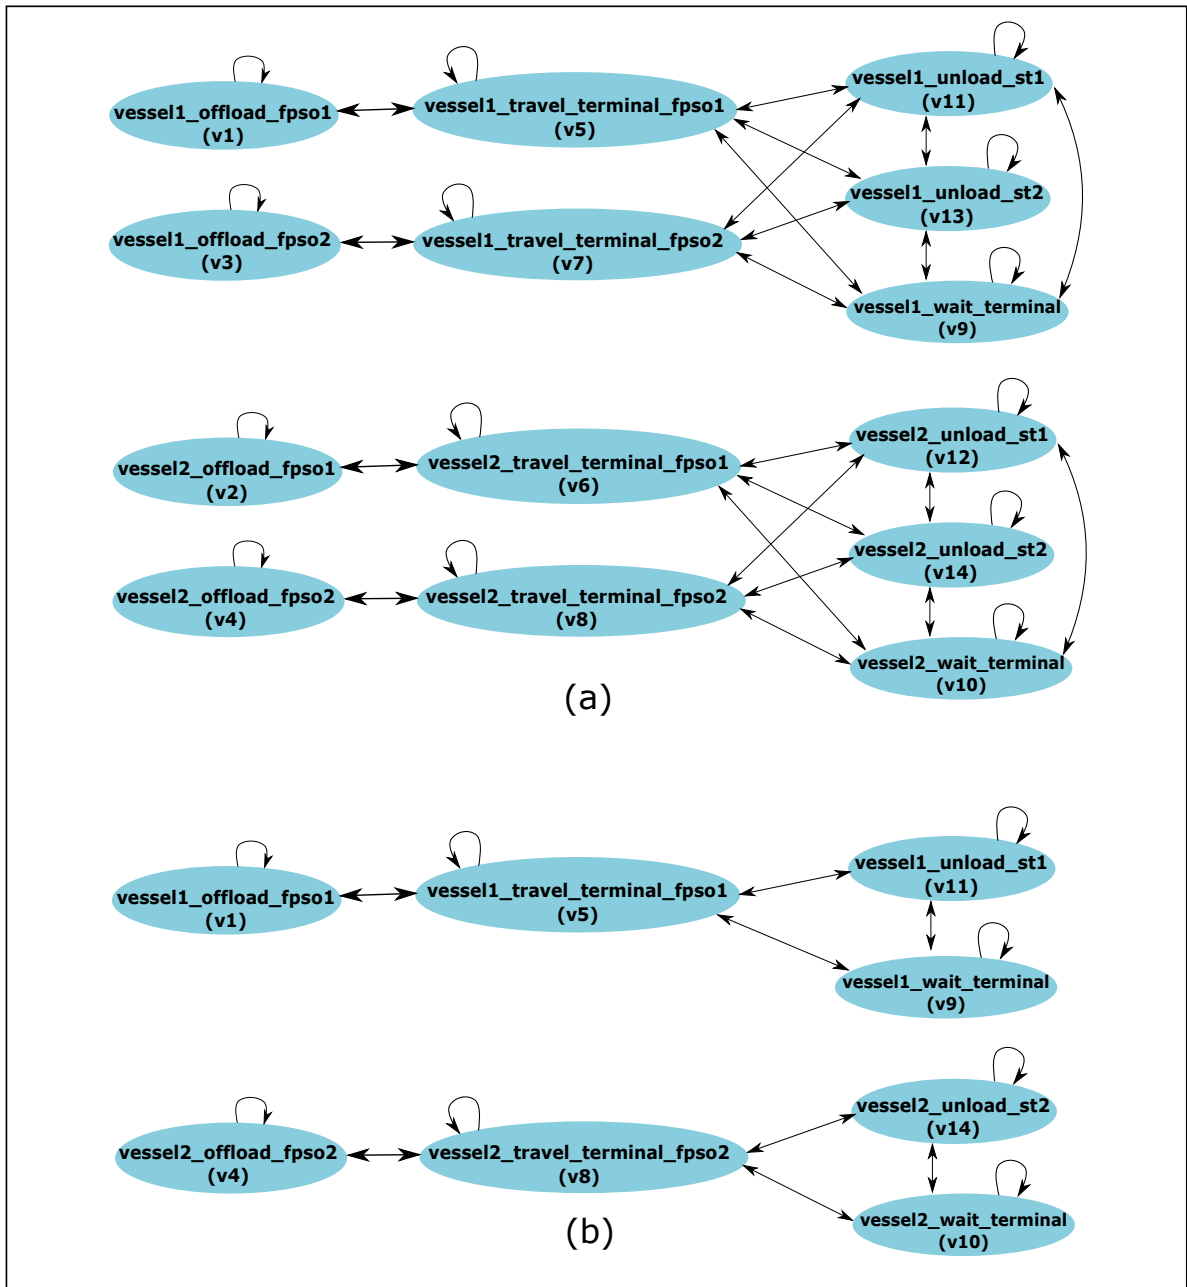 vessel1_offload_fpso1
(v1)
vessel1_travel_terminal_fpso1
(v5)
vessel1_unload_st1
(v11)
vessel1_unload_st2
(v13)
vessel1_offload_fpso2
(v3)
vessel1_travel_terminal_fpso2
(v7)
vessel1_wait_terminal
(v9)
vessel2_offload_fpso1
(v2)
vessel2_travel_terminal_fpso1
(v6)
vessel2_unload_st1
(v12)
vessel2_unload_st2
(v14)
vessel2_offload_fpso2
(v4)
vessel2_travel_terminal_fpso2
(v8)
vessel2_wait_terminal
(v10)
(a)
vessel1_offload_fpso1
(v1)
vessel1_travel_terminal_fpso1
(v5)
vessel1_unload_st1
(v11)
vessel1_wait_terminal
(v9)
vessel2_offload_fpso2
(v4)
vessel2_travel_terminal_fpso2
(v8)
vessel2_unload_st2
(v14)
vessel2_wait_terminal
(v10)
(b)